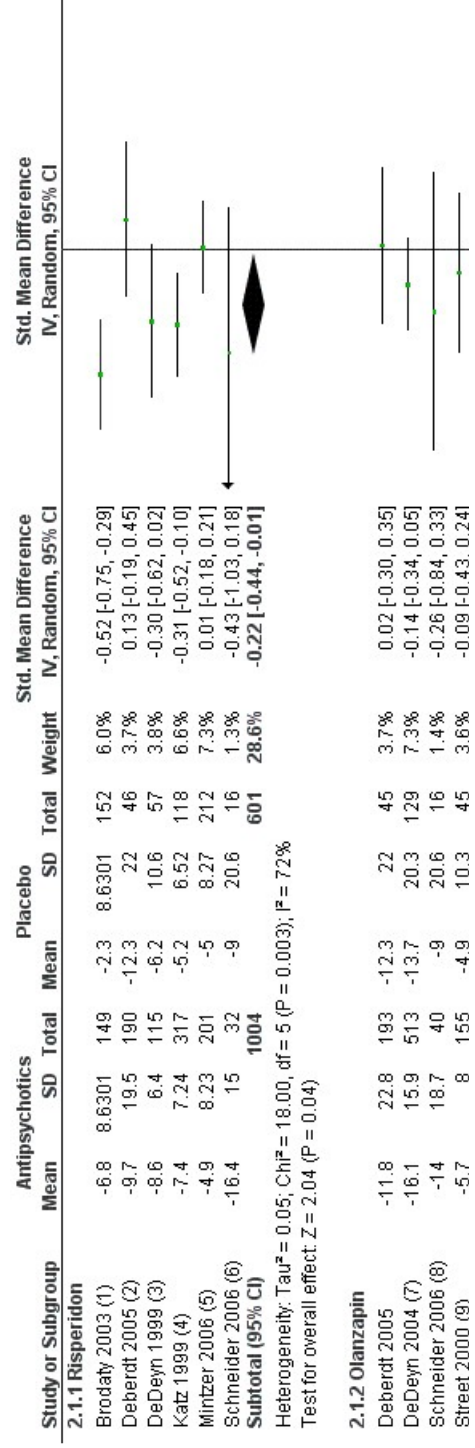 Antipsychotics Placebo Std. Mean Difference Std. Mean Difference
Study or Subgroup Mean SD Total Mean SD Total Weight IV, Random, 95% CI IV, Random, 95% CI
2.1.1 Risperidon
Brodaty 2003 (1) -6.8 8.6301 149 -2.3 8.6301 152 6.0% -0.52 [-0.75, -0.29]
Deberdt 2005 (2) -9.7 19.5 190 -12.3 22 46 3.7% 0.13 [-0.19, 0.45]
DeDeyn 1999 (3) -8.6 6.4 115 -6.2 10.6 57 3.8% -0.30 [-0.62, 0.02]
Katz 1999 (4) -7.4 7.24 317 -5.2 6.52 118 6.6% -0.31 [-0.52, -0.10]
Mintzer 2006 (5) -4.9 8.23 201 -5 8.27 212 7.3% 0.01 [-0.18, 0.21]
Schneider 2006 (6) -16.4 15 32 -9 20.6 16 1.3% -0.43 [-1.03, 0.18]
Subtotal (95% CI) 1004 601 28.6% -0.22 [-0.44, -0.01]
Heterogeneity: Tau² = 0.05; Chi² = 18.00, df = 5 (P = 0.003); I² = 72%
Test for overall effect: Z = 2.04 (P = 0.04)
2.1.2 Olanzapin
Deberdt 2005 -11.8 22.8 193 -12.3 22 45 3.7% 0.02 [-0.30, 0.35]
DeDeyn 2004 (7) -16.1 15.9 513 -13.7 20.3 129 7.3% -0.14 [-0.34, 0.05]
Schneider 2006 (8) -14 18.7 40 -9 20.6 16 1.4% -0.26 [-0.84, 0.33]
Street 2000 (9) -5.7 8 155 -4.9 10.3 45 3.6% -0.09 [-0.43, 0.24]